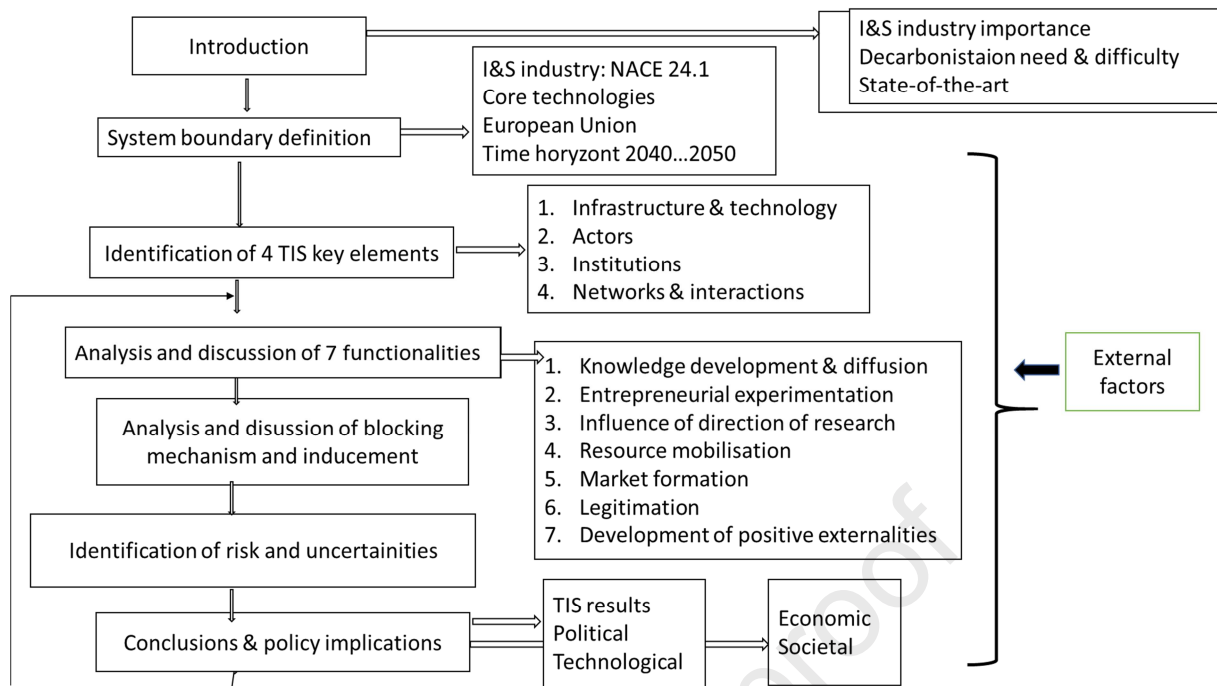 Introduction
I&S industry importance
Decarbonistaion need & difficulty
State-of-the-art
System boundary definition
I&S industry: NACE 24.1
Core technologies
European Union
Time horyzont 2040...2050
Identification of 4 TIS key elements
1. Infrastructure & technology
2. Actors
3. Institutions
4. Networks & interactions
Analysis and discussion of 7 functionalities
1. Knowledge development & diffusion
2. Entrepreneurial experimentation
3. Influence of direction of research
4. Resource mobilisation
5. Market formation
6. Legitimation
7. Development of positive externalities
External
factors
Analysis and disussion of blocking
mechanism and inducement
Identification of risk and uncertainities
Conclusions & policy implications
TIS results
Political
Technological
Economic
Societal
proof